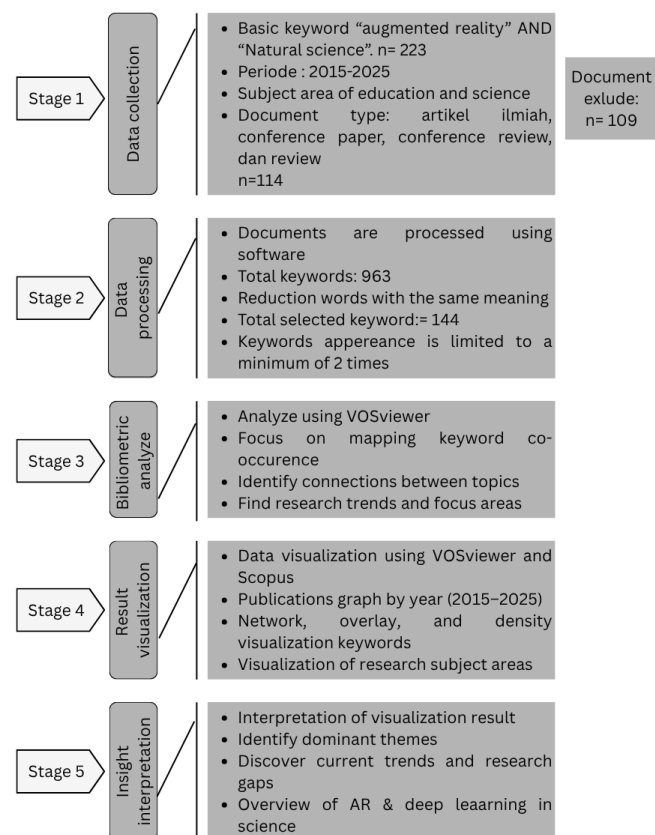 Stage 1
Data collection
• Basic keyword “augmented reality” AND
“Natural science”. n= 223
• Periode : 2015-2025
• Subject area of education and science
• Document type: artikel ilmiah,
conference paper, conference review,
dan review
n=114
Document
exlude:
n= 109
Stage 2
Data
processing
• Documents are processed using
software
• Total keywords: 963
• Reduction words with the same meaning
• Total selected keyword:= 144
• Keywords appereance is limited to a
minimum of 2 times
Stage 3
Bibliometric
analyze
• Analyze using VOSviewer
• Focus on mapping keyword co-
occurence
• Identify connections between topics
• Find research trends and focus areas
Stage 4
Result
visualization
• Data visualization using VOSviewer and
Scopus
• Publications graph by year (2015–2025)
• Network, overlay, and density
visualization keywords
• Visualization of research subject areas
Stage 5
Insight
interpretation
• Interpretation of visualization result
• Identify dominant themes
• Discover current trends and research
gaps
• Overview of AR & deep leaarning in
science